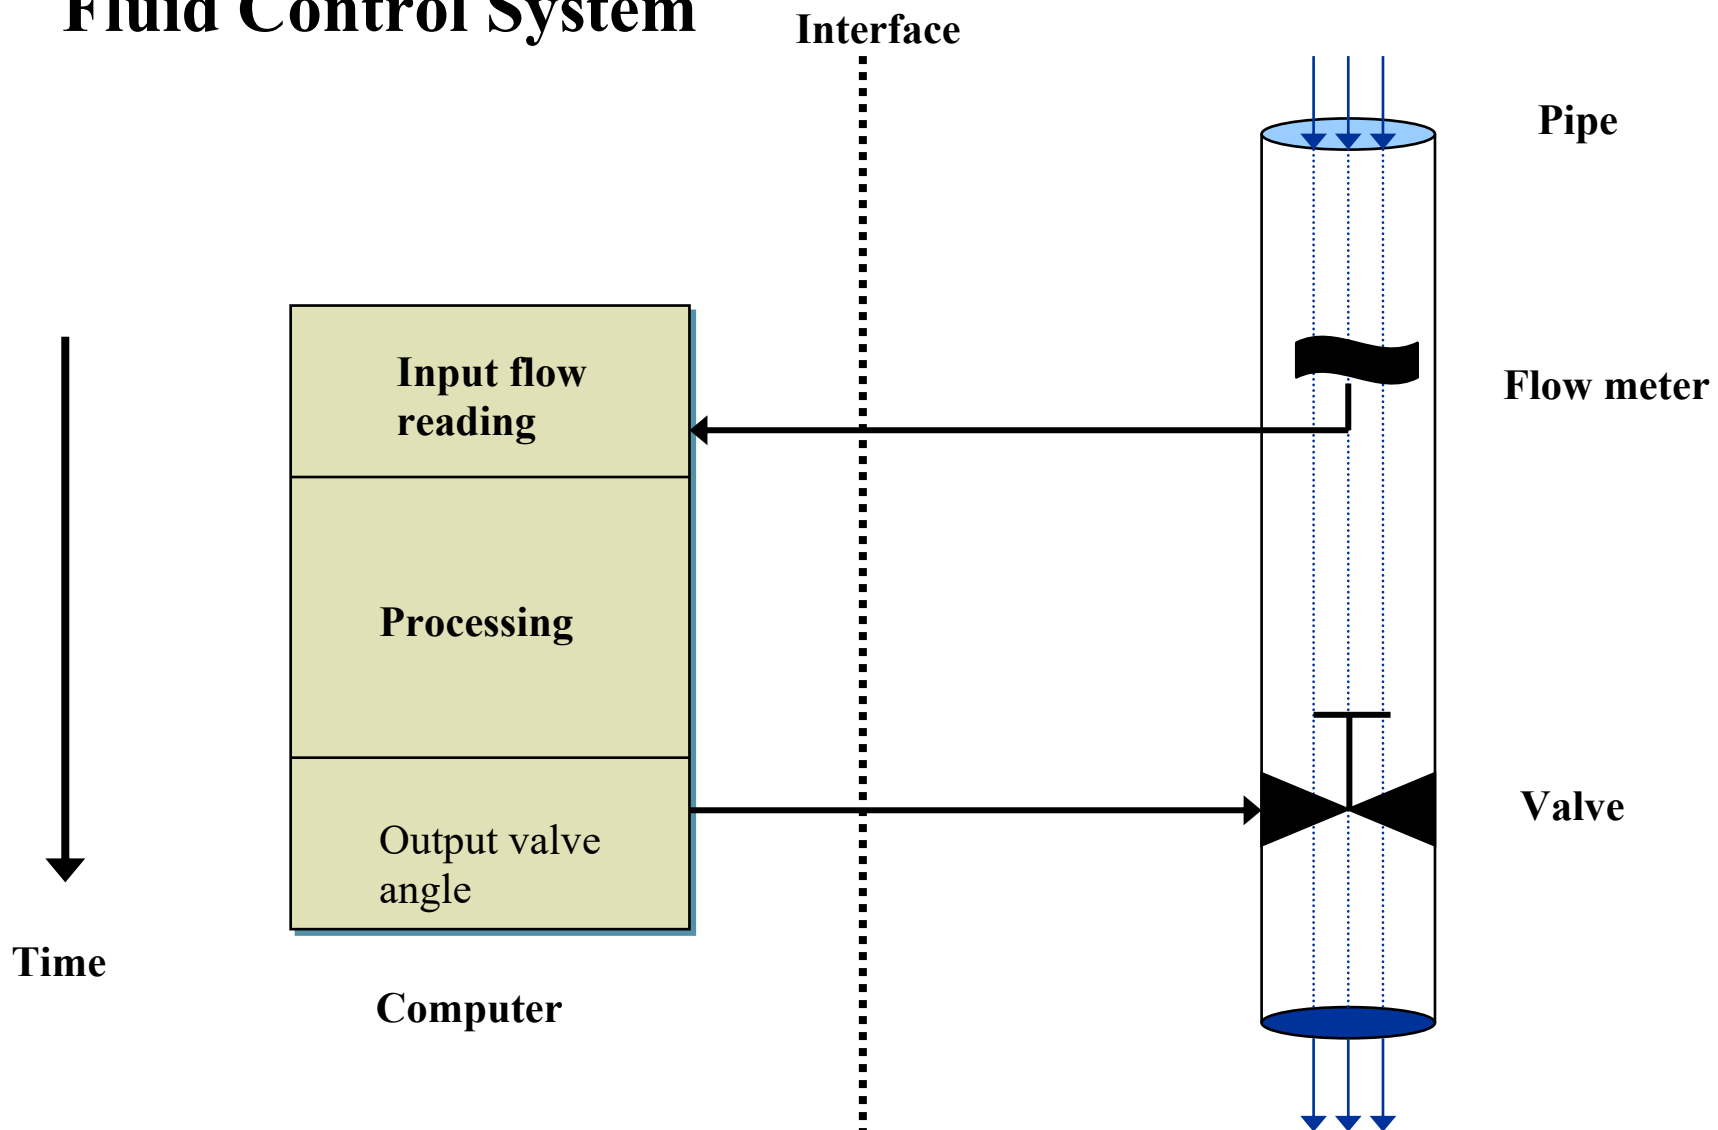 Fluid Control System
Interface
Pipe
Input flow
reading
Flow meter
Processing
Valve
Output valve
angle
Time
Computer